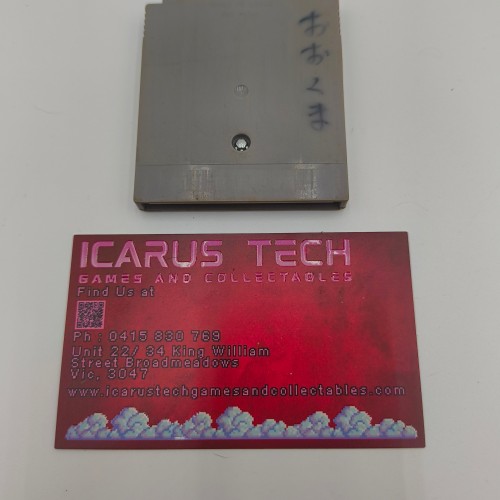 おおくま
ICARUS TECH
GAMES AND COLLECTABLES
Find Us at
Ph : 0415 830 769
Unit 22/ 34 King William
Street Broadmeadows
Vic, 3047
www.icarustechgamesandcollectables.com